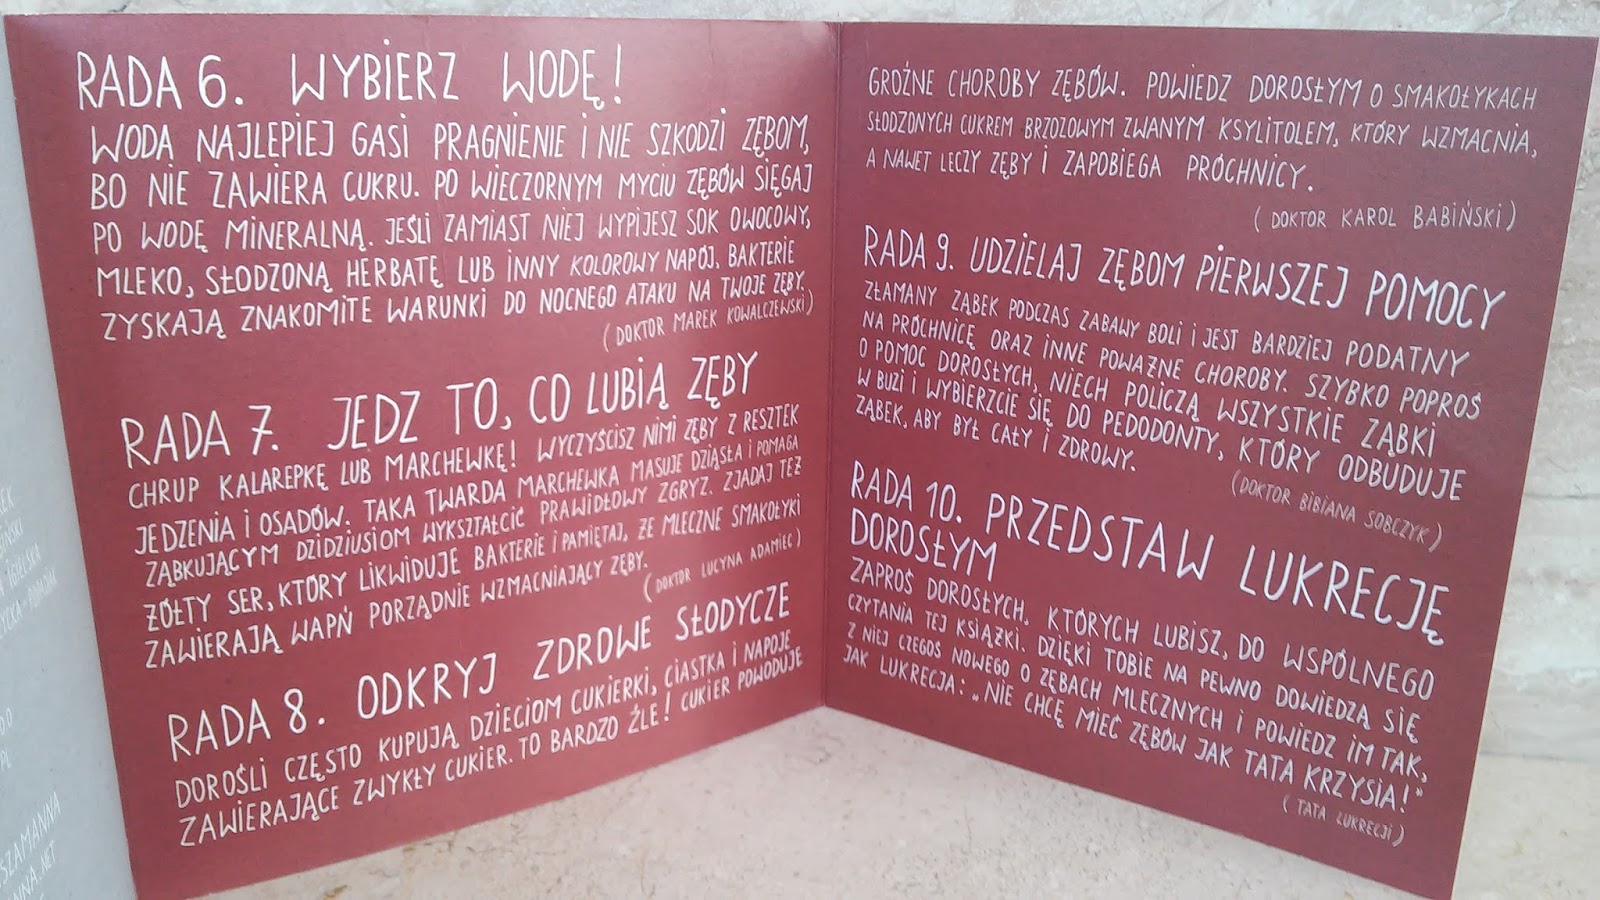 RADA 6. WYBIERZ WODĘ!
WODA NAJLEPIEJ GASI PRAGNIENIE I NIE SZKODZI ZĘBOM,
BO NIE ZAWIERA CUKRU. PO WIECZORNYM MYCIU ZĘBÓW SIĘGAJ
PO WODĘ MINERALNĄ. JEŚLI ZAMIAST NIEJ WYPIJESZ SOK OWOCOWY,
MLEKO, SŁODZONĄ HERBATĘ LUB INNY KOLOROWY NAPÓJ, BAKTERIE
ZYSKAJĄ ZNAKOMITE WARUNKI DO NOCNEGO ATAKU NA TWOJE ZĘBY.
(DOKTOR MAREK KOWALCZEWSKI)
RADA 7. JEDZ TO, CO LUBIĄ ZĘBY
CHRUP KALAREPKĘ LUB MARCHEWKĘ! WYCZYŚCISZ NIMI ZĘBY Z RESZTEK
JEDZENIA I OSADÓW. TAKA TWARDA MARCHEWKA MASUJE DZIĄSŁA I POMAGA
ZĄBKUJĄCYM DZIDZIUSIOM WYKSZTAŁCIĆ PRAWIDŁOWY ZGRYZ. ZJADAJ TEŻ
ŻÓŁTY SER, KTÓRY LIKWIDUJE BAKTERIE I PAMIĘTAJ, ŻE MLECZNE SMAKOŁYKI
ZAWIERAJĄ WAPŃ PORZĄDNIE WZMACNIAJĄCY ZĘBY.
(DOKTOR LUCYNA ADAMIEC)
RADA 8. ODKRYJ ZDROWE SŁODYCZE
DOROŚLI CZĘSTO KUPUJĄ DZIECIOM CUKIERKI, CIASTKA I NAPOJE
ZAWIERAJĄCE ZWYKŁY CUKIER. TO BARDZO ŹLE! CUKIER POWODUJE
GROŹNE CHOROBY ZĘBÓW. POWIEDZ DOROSŁYM O SMAKOŁYKACH
SŁODZONYCH CUKREM BRZOZOWYM ZWANYM KSYLITOLEM, KTÓRY WZMACNIA,
A NAWET LECZY ZĘBY I ZAPOBIEGA PRÓCHNICY.
(DOKTOR KAROL BABIŃSKI)
RADA 9. UDZIELAJ ZĘBOM PIERWSZEJ POMOCY
ZŁAMANY ZĄBEK PODCZAS ZABAWY BOLI I JEST BARDZIEJ PODATNY
NA PRÓCHNICĘ ORAZ INNE POWAŻNE CHOROBY. SZYBKO POPROŚ
O POMOC DOROSŁYCH, NIECH POLICZĄ WSZYSTKIE ZĄBKI
W BUZI I WYBIERZCIE SIĘ DO PEDODONTY, KTÓRY ODBUDUJE
ZĄBEK, ABY BYŁ CAŁY I ZDROWY.
(DOKTOR BIBIANA SOBCZYK)
RADA 10. PRZEDSTAW LUKRECJĘ
DOROSŁYM
ZAPROŚ DOROSŁYCH, KTÓRYCH LUBISZ, DO WSPÓLNEGO
CZYTANIA TEJ KSIĄŻKI. DZIĘKI TOBIE NA PEWNO DOWIEDZĄ SIĘ
Z NIEJ CZEGOŚ NOWEGO O ZĘBACH MLECZNYCH I POWIEDZ IM TAK,
JAK LUKRECJA: „NIE CHCĘ MIEĆ ZĘBÓW JAK TATA KRZYSIA!"
(TATA LUKRECJI)